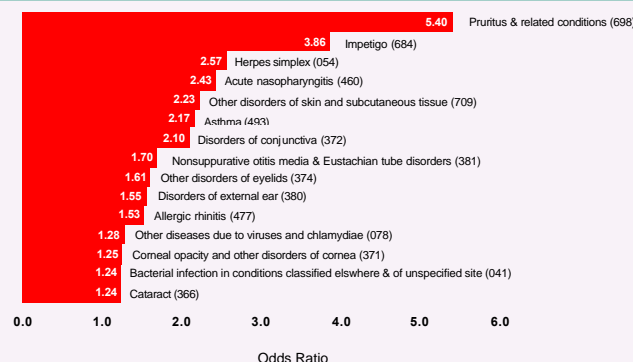 5.40 Pruritus & related conditions (698)
3.86 Impetigo (684)
2.57 Herpes simplex (054)
2.43 Acute nasopharyngitis (460)
2.23 Other disorders of skin and subcutaneous tissue (709)
2.17 Asthma (493)
2.10 Disorders of conjunctiva (372)
1.70 Nonsuppurative otitis media & Eustachian tube disorders (381)
1.61 Other disorders of eyelids (374)
1.55 Disorders of external ear (380)
1.53 Allergic rhinitis (477)
1.28 Other diseases due to viruses and chlamydiae (078)
1.25 Corneal opacity and other disorders of cornea (371)
1.24 Bacterial infection in conditions classified elswhere & of unspecified site (041)
1.24 Cataract (366)
0.0 1.0 2.0 3.0 4.0 5.0 6.0
Odds Ratio